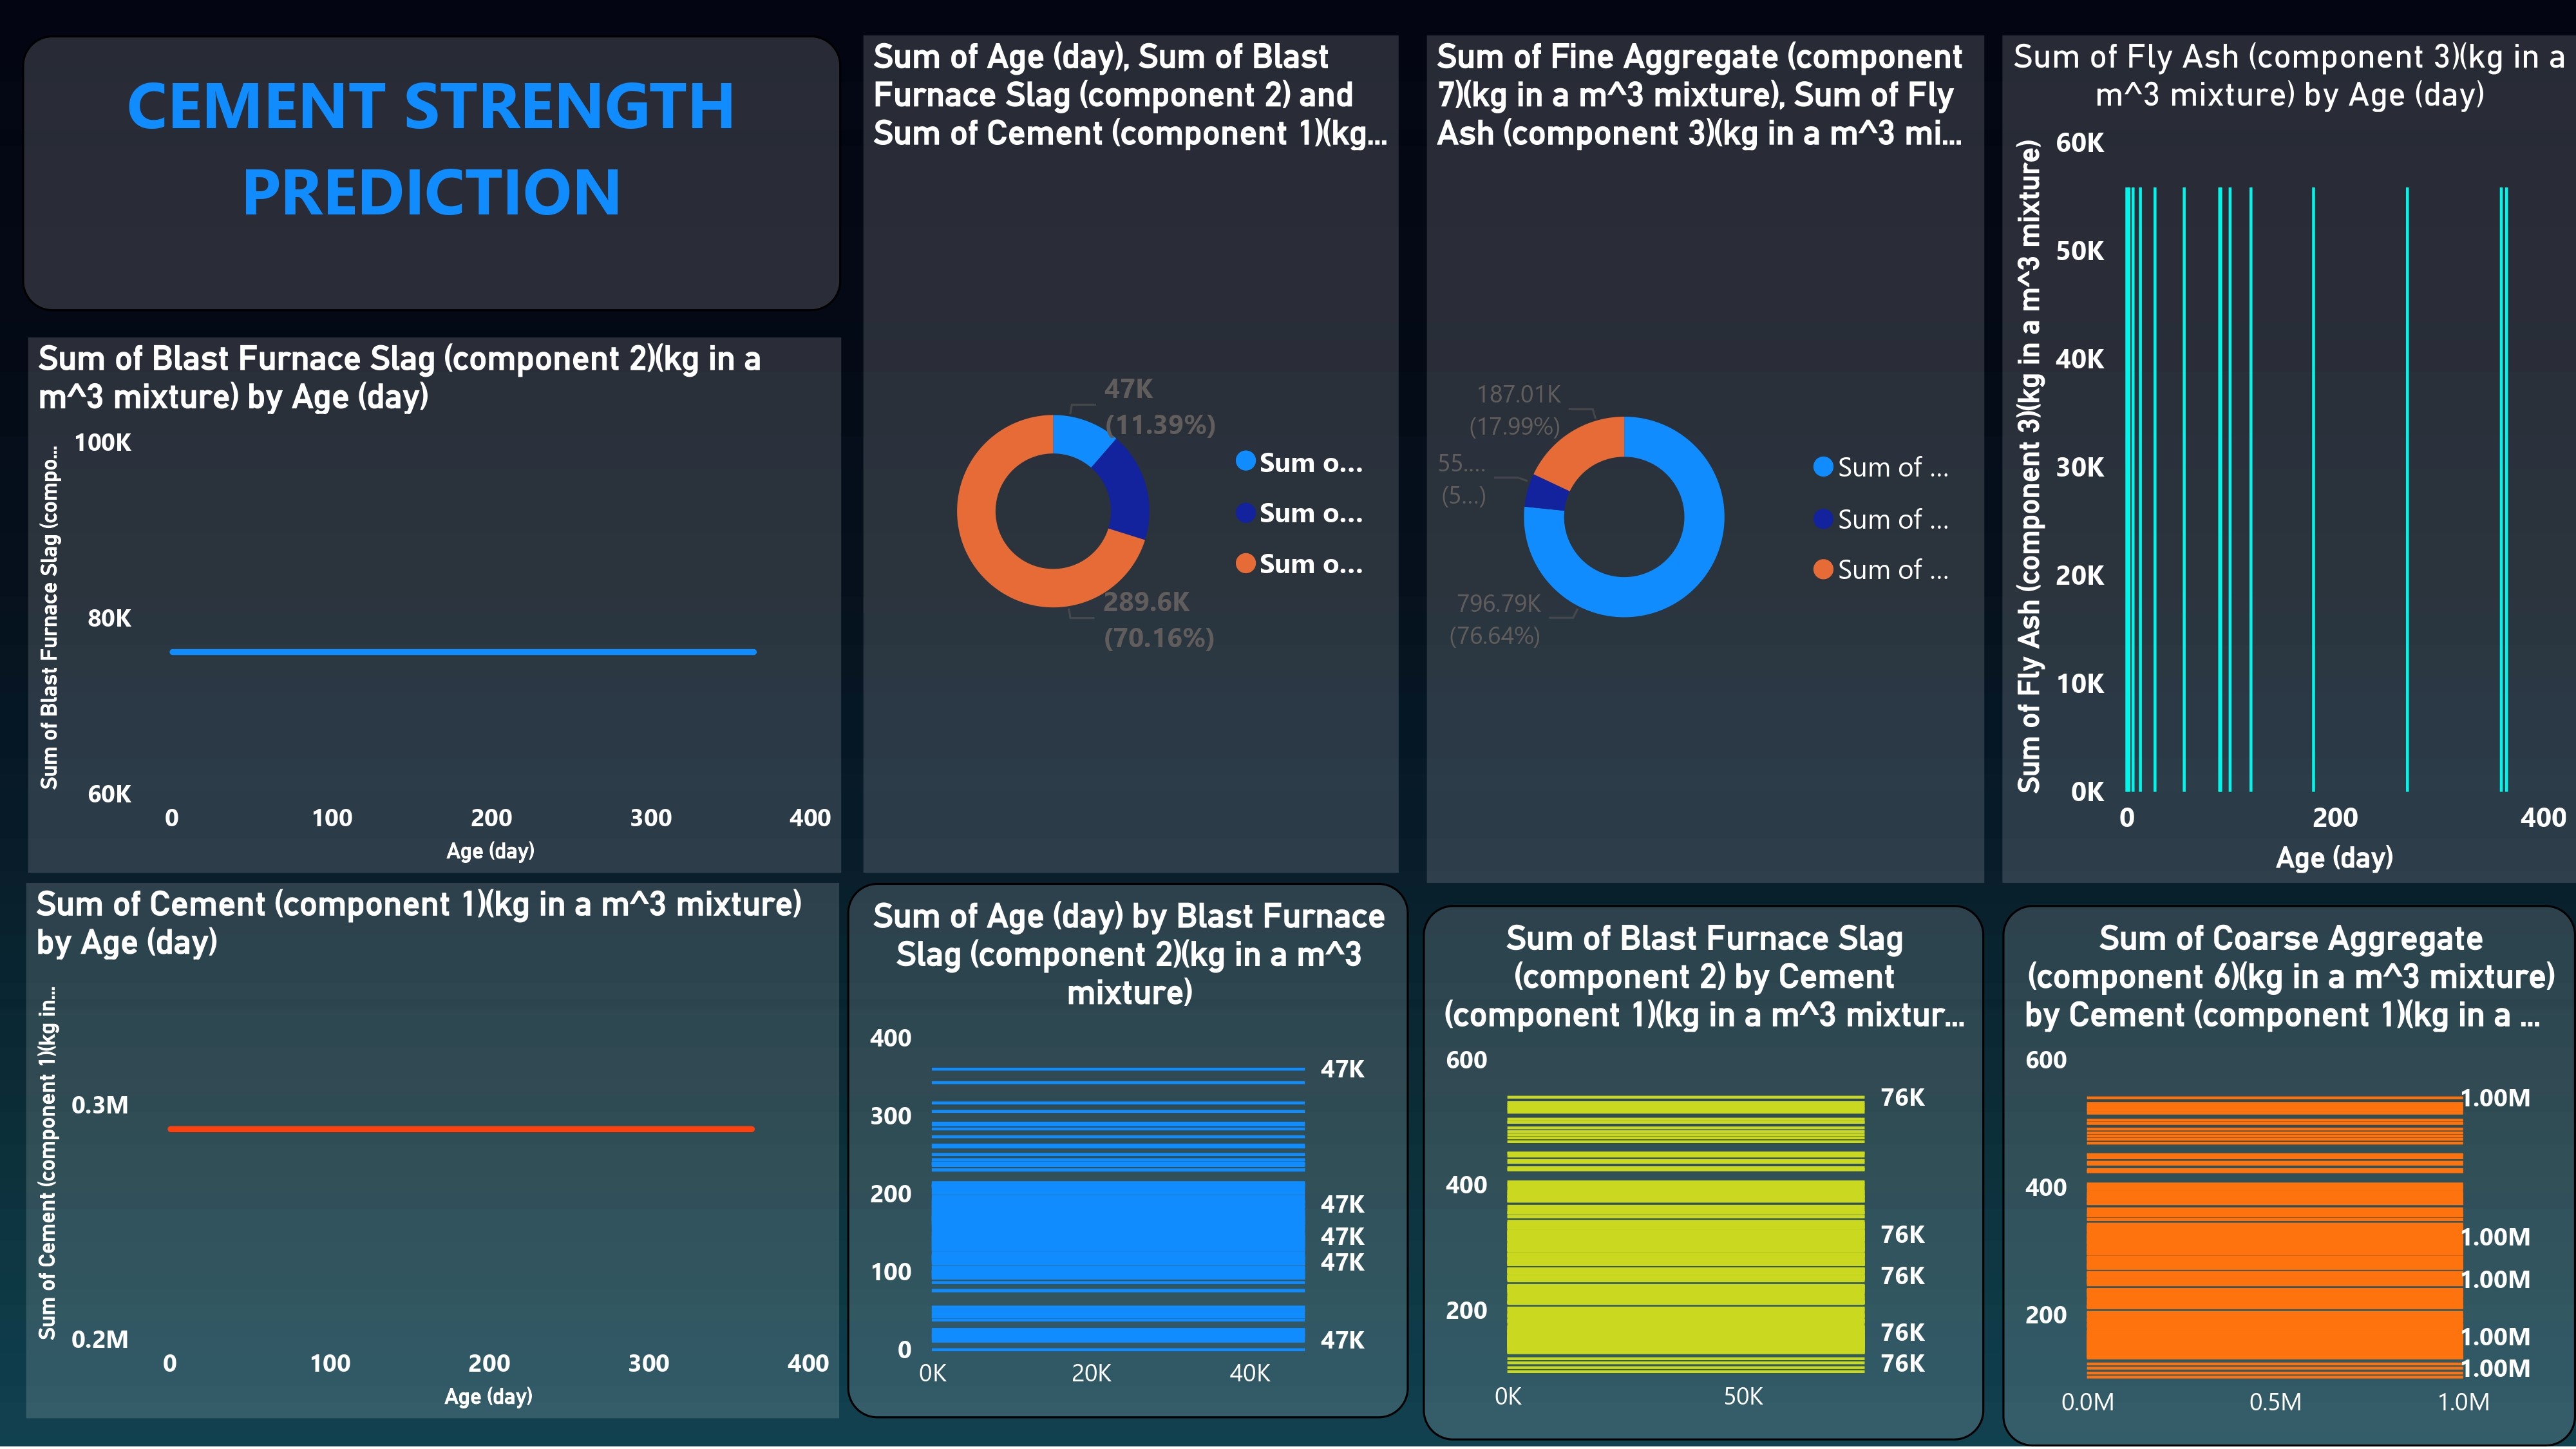 CEMENT STRENGTH
PREDICTION
Sum of Blast Furnace Slag (component 2)(kg in a
m^3 mixture) by Age (day)
Sum of Blast Furnace Slag (compo...
100K
80K
60K
0 100 200 300 400
Age (day)
Sum of Cement (component 1)(kg in a m^3 mixture)
by Age (day)
Sum of Cement (component 1)(kg in...
0.3M
0.2M
0 100 200 300 400
Age (day)
Sum of Age (day), Sum of Blast
Furnace Slag (component 2) and
Sum of Cement (component 1)(kg...
47K
(11.39%)
289.6K
(70.16%)
Sum o...
Sum o...
Sum o...
Sum of Fine Aggregate (component
7)(kg in a m^3 mixture), Sum of Fly
Ash (component 3)(kg in a m^3 mi...
187.01K
(17.99%)
55....
(5...)
796.79K
(76.64%)
Sum of ...
Sum of ...
Sum of ...
Sum of Fly Ash (component 3)(kg in a
m^3 mixture) by Age (day)
Sum of Fly Ash (component 3)(kg in a m^3 mixture)
60K
50K
40K
30K
20K
10K
0K
0 200 400
Age (day)
Sum of Age (day) by Blast Furnace
Slag (component 2)(kg in a m^3
mixture)
400
300
200
100
0
47K
47K
47K
47K
47K
0K 20K 40K
Sum of Blast Furnace Slag
(component 2) by Cement
(component 1)(kg in a m^3 mixtur...
600
400
200
76K
76K
76K
76K
76K
0K 50K
Sum of Coarse Aggregate
(component 6)(kg in a m^3 mixture)
by Cement (component 1)(kg in a ...
600
400
200
1.00M
1.00M
1.00M
1.00M
1.00M
0.0M 0.5M 1.0M